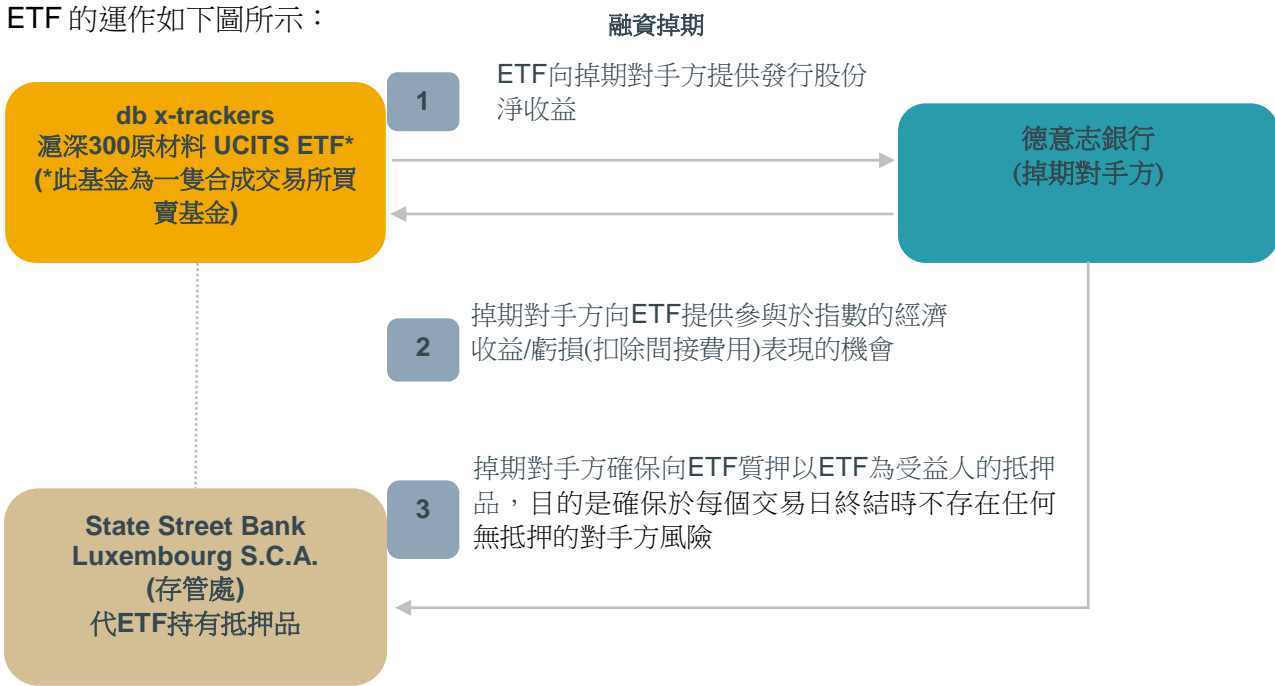 ETF 的運作如下圖所示：
融資掉期
1
ETF向掉期對手方提供發行股份
淨收益
db x-trackers
滬深300原材料 UCITS ETF*
(*此基金為一隻合成交易所買
賣基金)
德意志銀行
(掉期對手方)
2
掉期對手方向ETF提供參與於指數的經濟
收益/虧損(扣除間接費用)表現的機會
3
掉期對手方確保向ETF質押以ETF為受益人的抵押
品，目的是確保於每個交易日終結時不存在任何
無抵押的對手方風險
State Street Bank
Luxembourg S.C.A.
(存管處)
代ETF持有抵押品